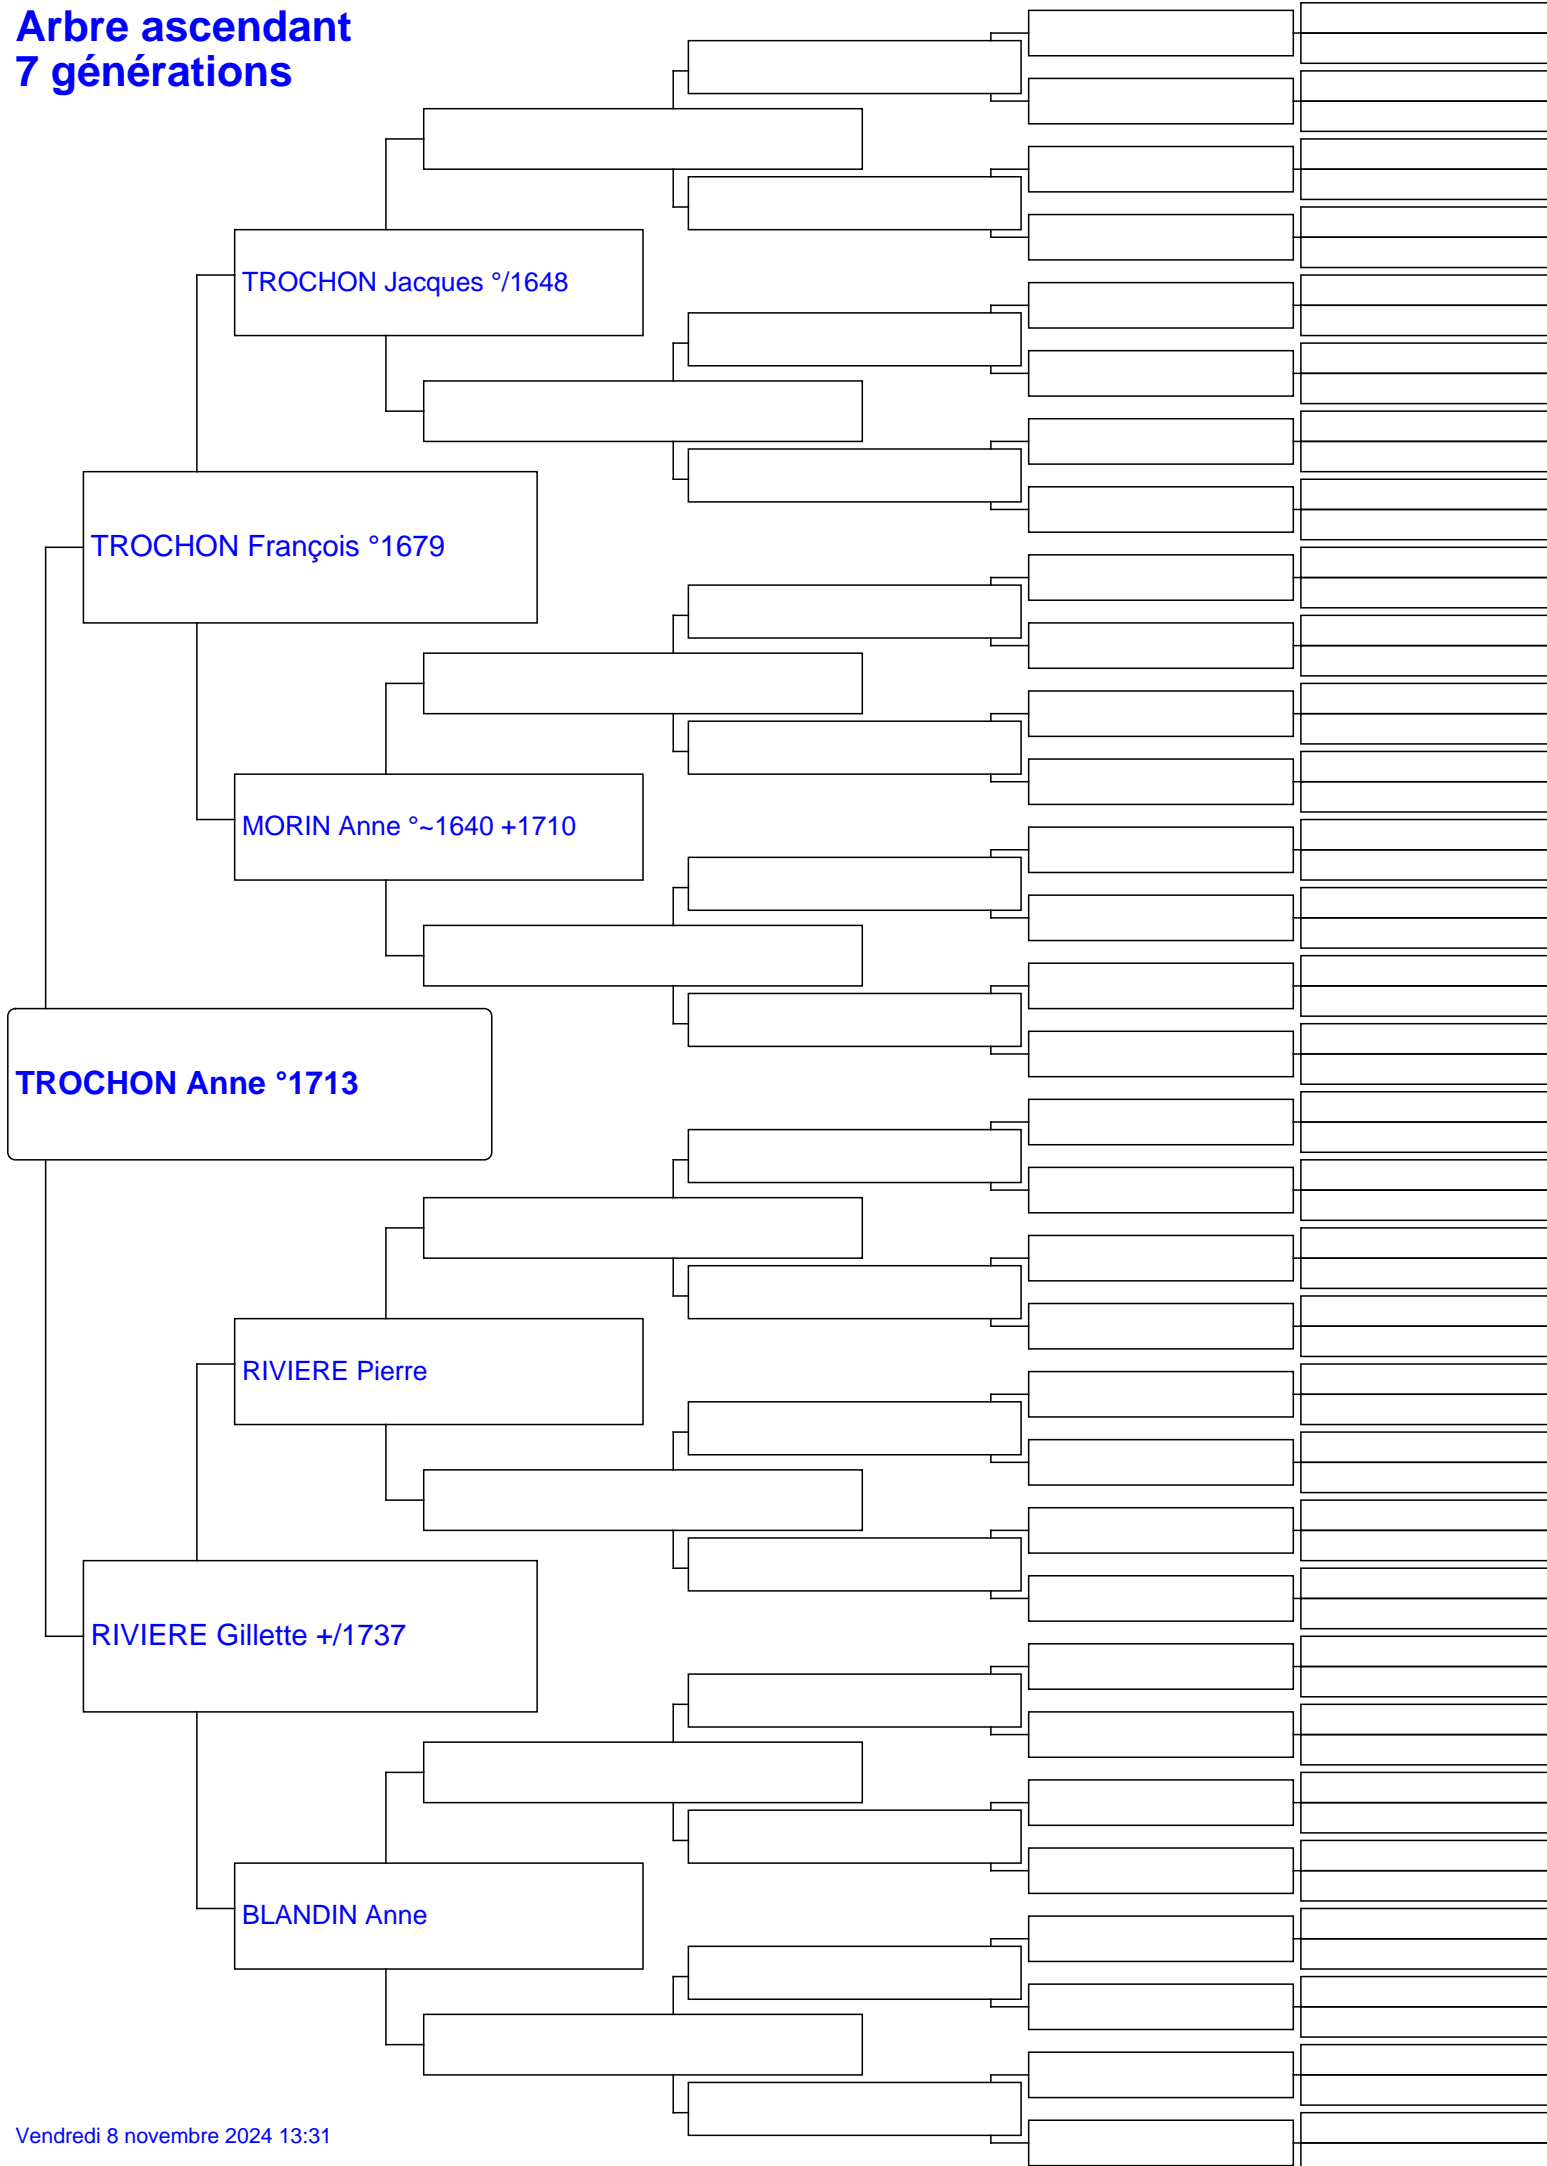 Arbre ascendant
7 générations
TROCHON Jacques °/1648
TROCHON François °1679
MORIN Anne °~1640 +1710
TROCHON Anne °1713
RIVIERE Pierre
RIVIERE Gillette +/1737
BLANDIN Anne
Vendredi 8 novembre 2024 13:31